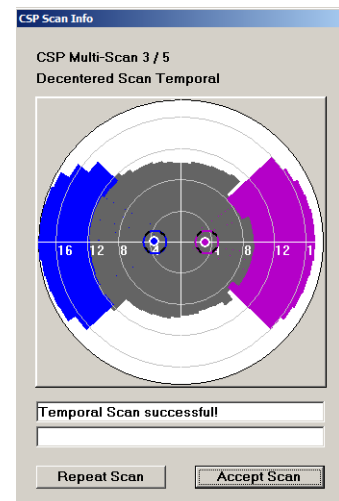 CSP Scan Info
CSP Multi-Scan 3 / 5
Decentered Scan Temporal
16 12 8 4 4 8 12 1
Temporal Scan successful!
Repeat Scan Accept Scan